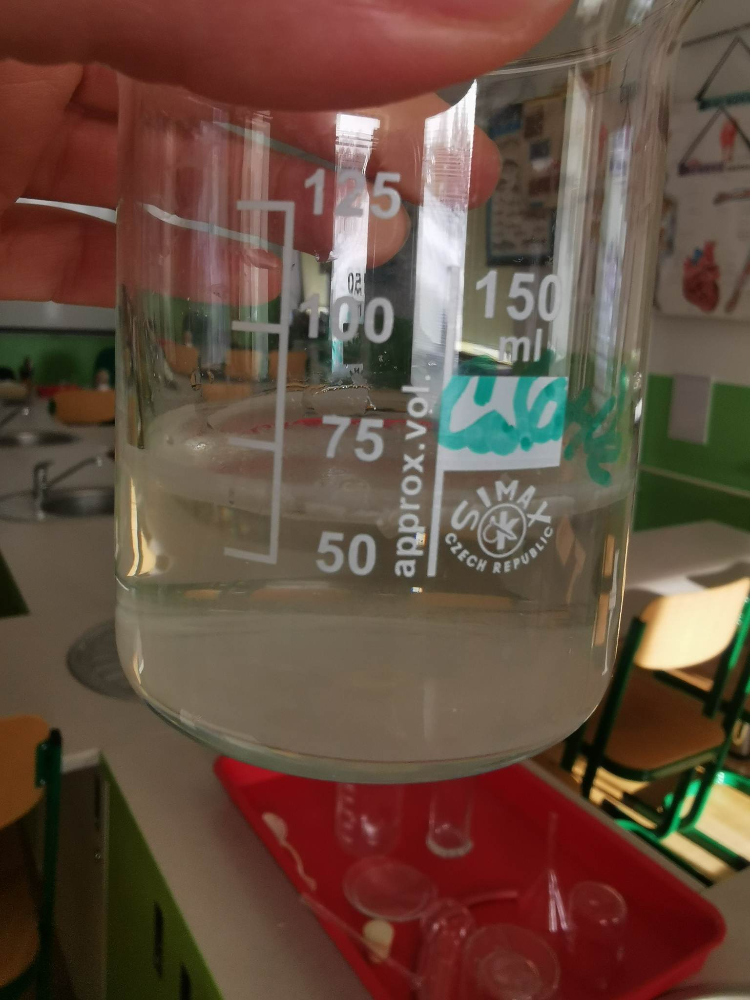 125
100
75
50
approx.vol.
150
ml
SIMAX
CZECH REPUBLIC